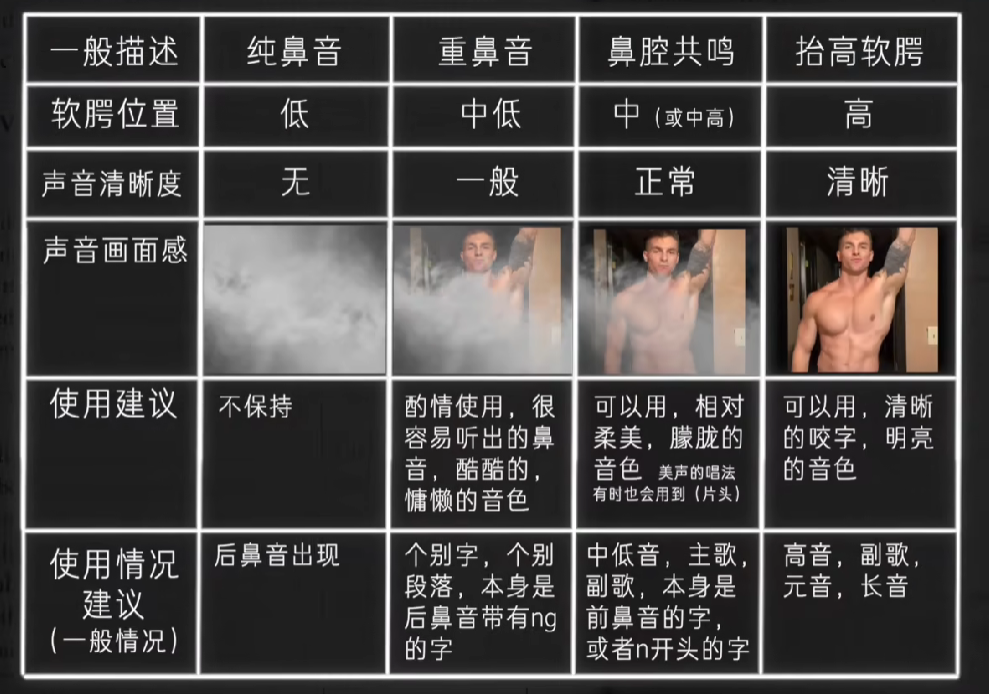 一般描述 纯鼻音 重鼻音 鼻腔共鸣 抬高软腭
软腭位置 低 中低 中（或中高） 高
声音清晰度 无 一般 正常 清晰
声音画面感
使用建议
不保持
酌情使用，很
容易听出的鼻
音，酷酷的，
慵懒的音色
可以用，相对
柔美，朦胧的
音色 美声的唱法
有时也会用到（片头）
可以用，清晰
的咬字，明亮
的音色
使用情况
建议
（一般情况）
后鼻音出现
个别字，个别
段落，本身是
后鼻音带有ng
的字
中低音，主歌，
副歌，本身是
前鼻音的字，
或者n开头的字
高音，副歌，
元音，长音